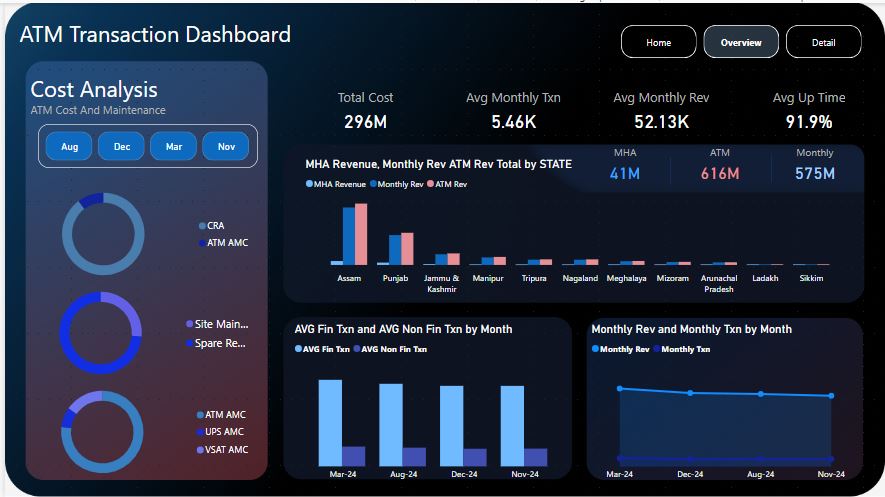 ATM Transaction Dashboard
Home Overview Detail
Cost Analysis
ATM Cost And Maintenance
Aug Dec Mar Nov
CRA
ATM AMC
Site Main...
Spare Re...
ATM AMC
UPS AMC
VSAT AMC
Total Cost Avg Monthly Txn Avg Monthly Rev Avg Up Time
296M 5.46K 52.13K 91.9%
MHA Revenue, Monthly Rev ATM Rev Total by STATE
MHA Revenue Monthly Rev ATM Rev
MHA ATM Monthly
41M 616M 575M
Assam Punjab Jammu & Kashmir Manipur Tripura Nagaland Meghalaya Mizoram Arunachal Pradesh Ladakh Sikkim
AVG Fin Txn and AVG Non Fin Txn by Month
AVG Fin Txn AVG Non Fin Txn
Mar-24 Aug-24 Dec-24 Nov-24
Monthly Rev and Monthly Txn by Month
Monthly Rev Monthly Txn
Mar-24 Dec-24 Aug-24 Nov-24